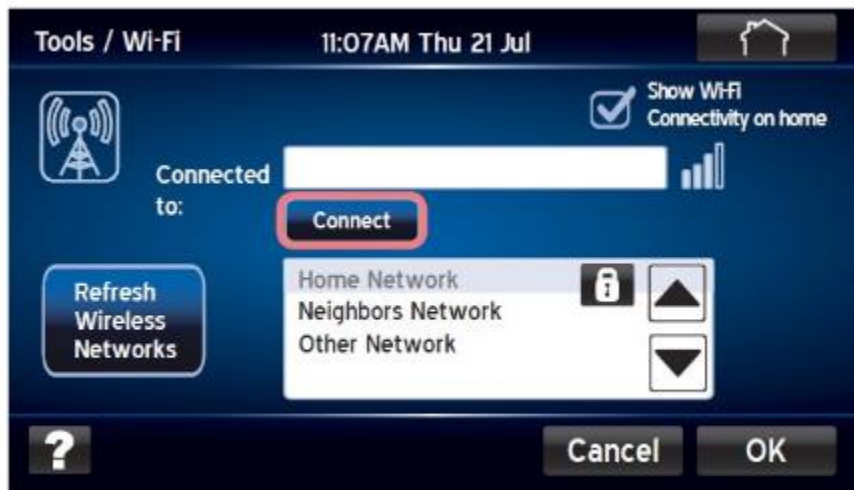 Tools / Wi-Fi
11:07AM Thu 21 Jul
Show Wi-Fi
Connectivity on home
Connected
to:
Connect
Refresh
Wireless
Networks
Home Network
Neighbors Network
Other Network
?
Cancel
OK